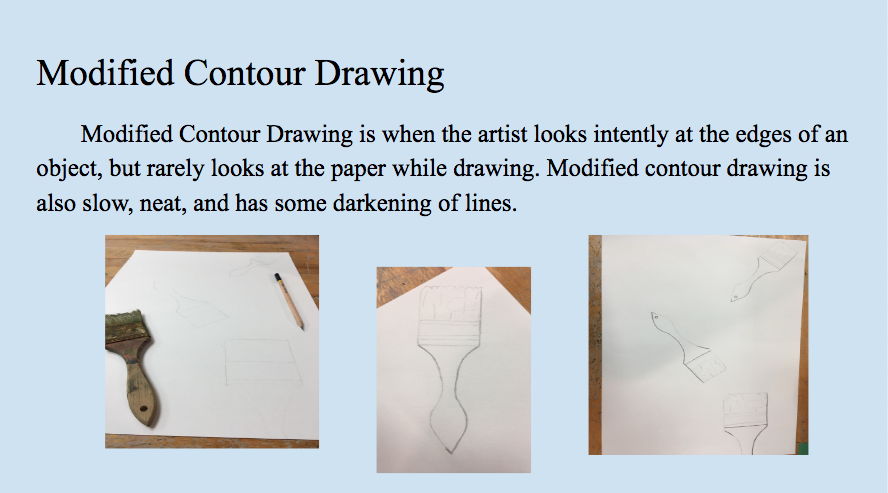 Modified Contour Drawing
Modified Contour Drawing is when the artist looks intently at the edges of an
object, but rarely looks at the paper while drawing. Modified contour drawing is
also slow, neat, and has some darkening of lines.